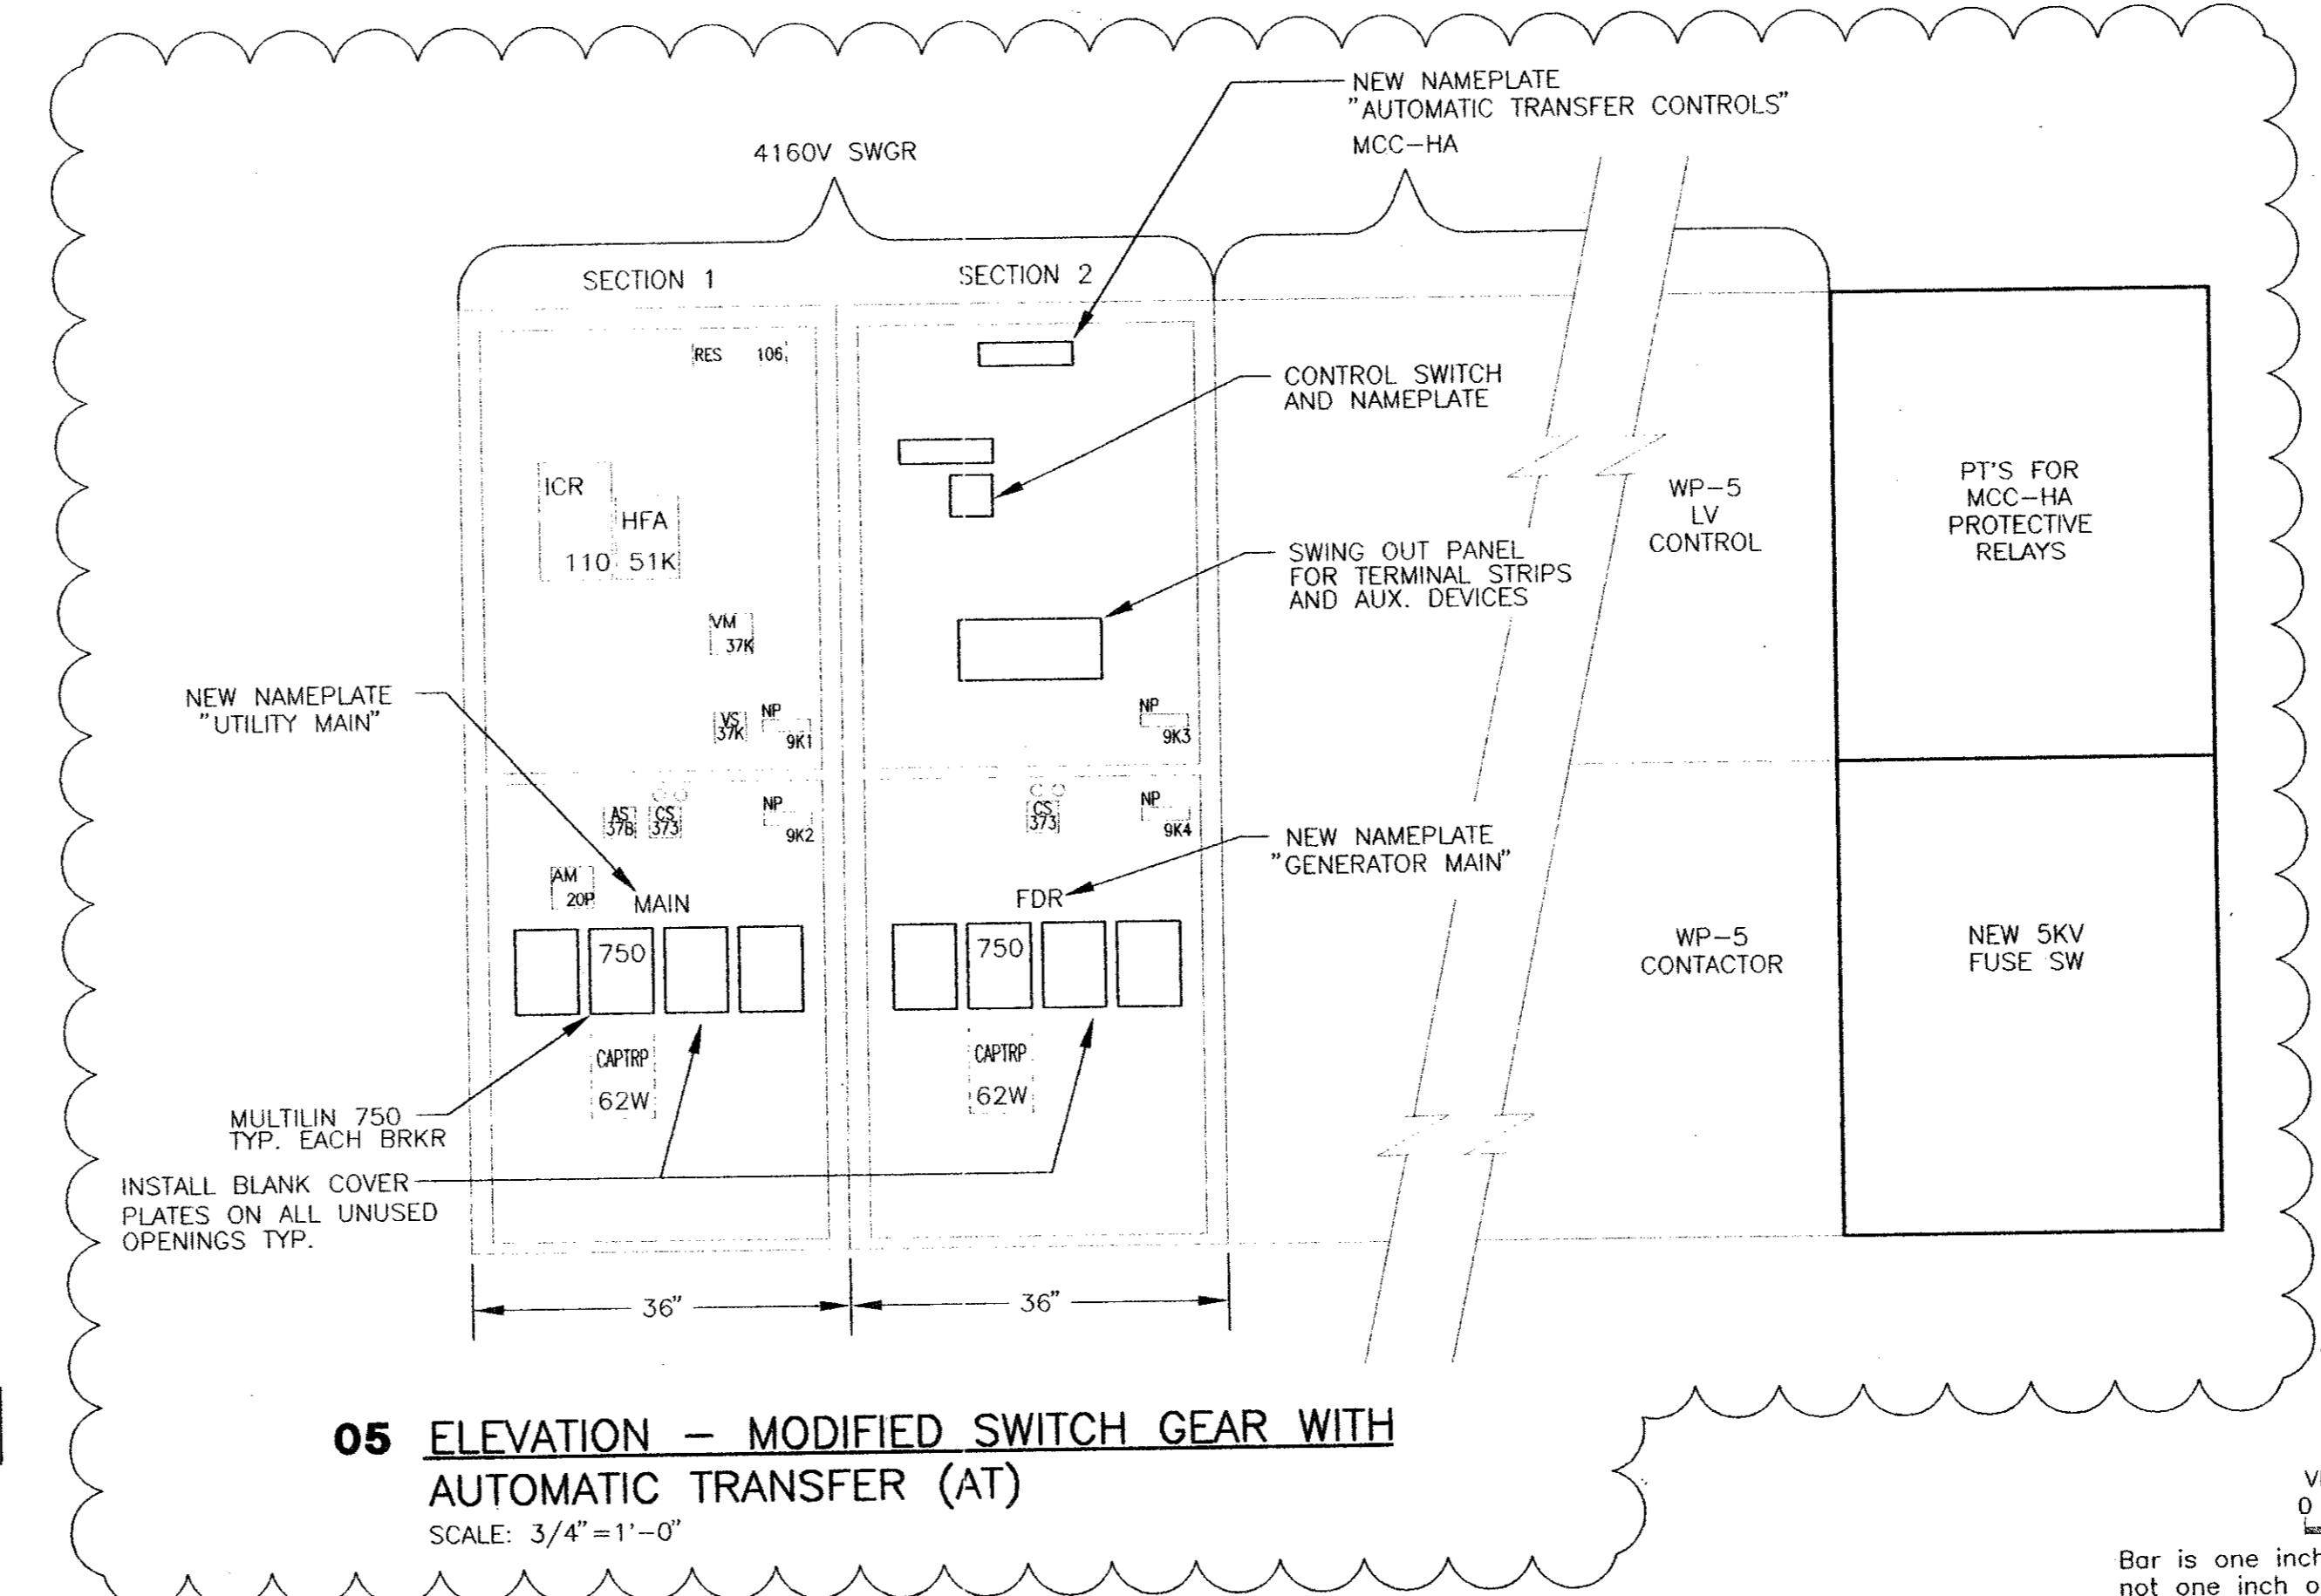 NEW NAMEPLATE
"AUTOMATIC TRANSFER CONTROLS"
MCC-HA
4160V SWGR
SECTION 1
SECTION 2
RES 106
CONTROL SWITCH
AND NAMEPLATE
ICR
110
HFA
51K
WP-5
LV
CONTROL
PT'S FOR
MCC-HA
PROTECTIVE
RELAYS
SWING OUT PANEL
FOR TERMINAL STRIPS
AND AUX. DEVICES
VM
37K
NEW NAMEPLATE
"UTILITY MAIN"
VS
37K
NP
9K1
NP
9K3
AS
37B
CS
373
NP
9K2
CS
373
NP
9K4
NEW NAMEPLATE
"GENERATOR MAIN"
AM
20P
MAIN
FDR
750
750
WP-5
CONTACTOR
NEW 5KV
FUSE SW
CAPTRP
62W
CAPTRP
62W
MULTILIN 750
TYP. EACH BRKR
INSTALL BLANK COVER
PLATES ON ALL UNUSED
OPENINGS TYP.
36"
36"
05 ELEVATION - MODIFIED SWITCH GEAR WITH
AUTOMATIC TRANSFER (AT)
SCALE: 3/4"=1'-0"
0
Bar is one inch
not one inch